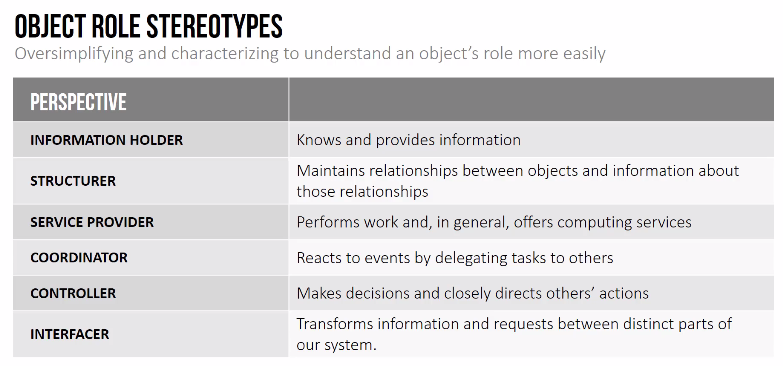 OBJECT ROLE STEREOTYPES
Oversimplifying and characterizing to understand an object's role more easily
PERSPECTIVE
INFORMATION HOLDER
Knows and provides information
STRUCTURER
Maintains relationships between objects and information about
those relationships
SERVICE PROVIDER
Performs work and, in general, offers computing services
COORDINATOR
Reacts to events by delegating tasks to others
CONTROLLER
Makes decisions and closely directs others' actions
INTERFACER
Transforms information and requests between distinct parts of
our system.